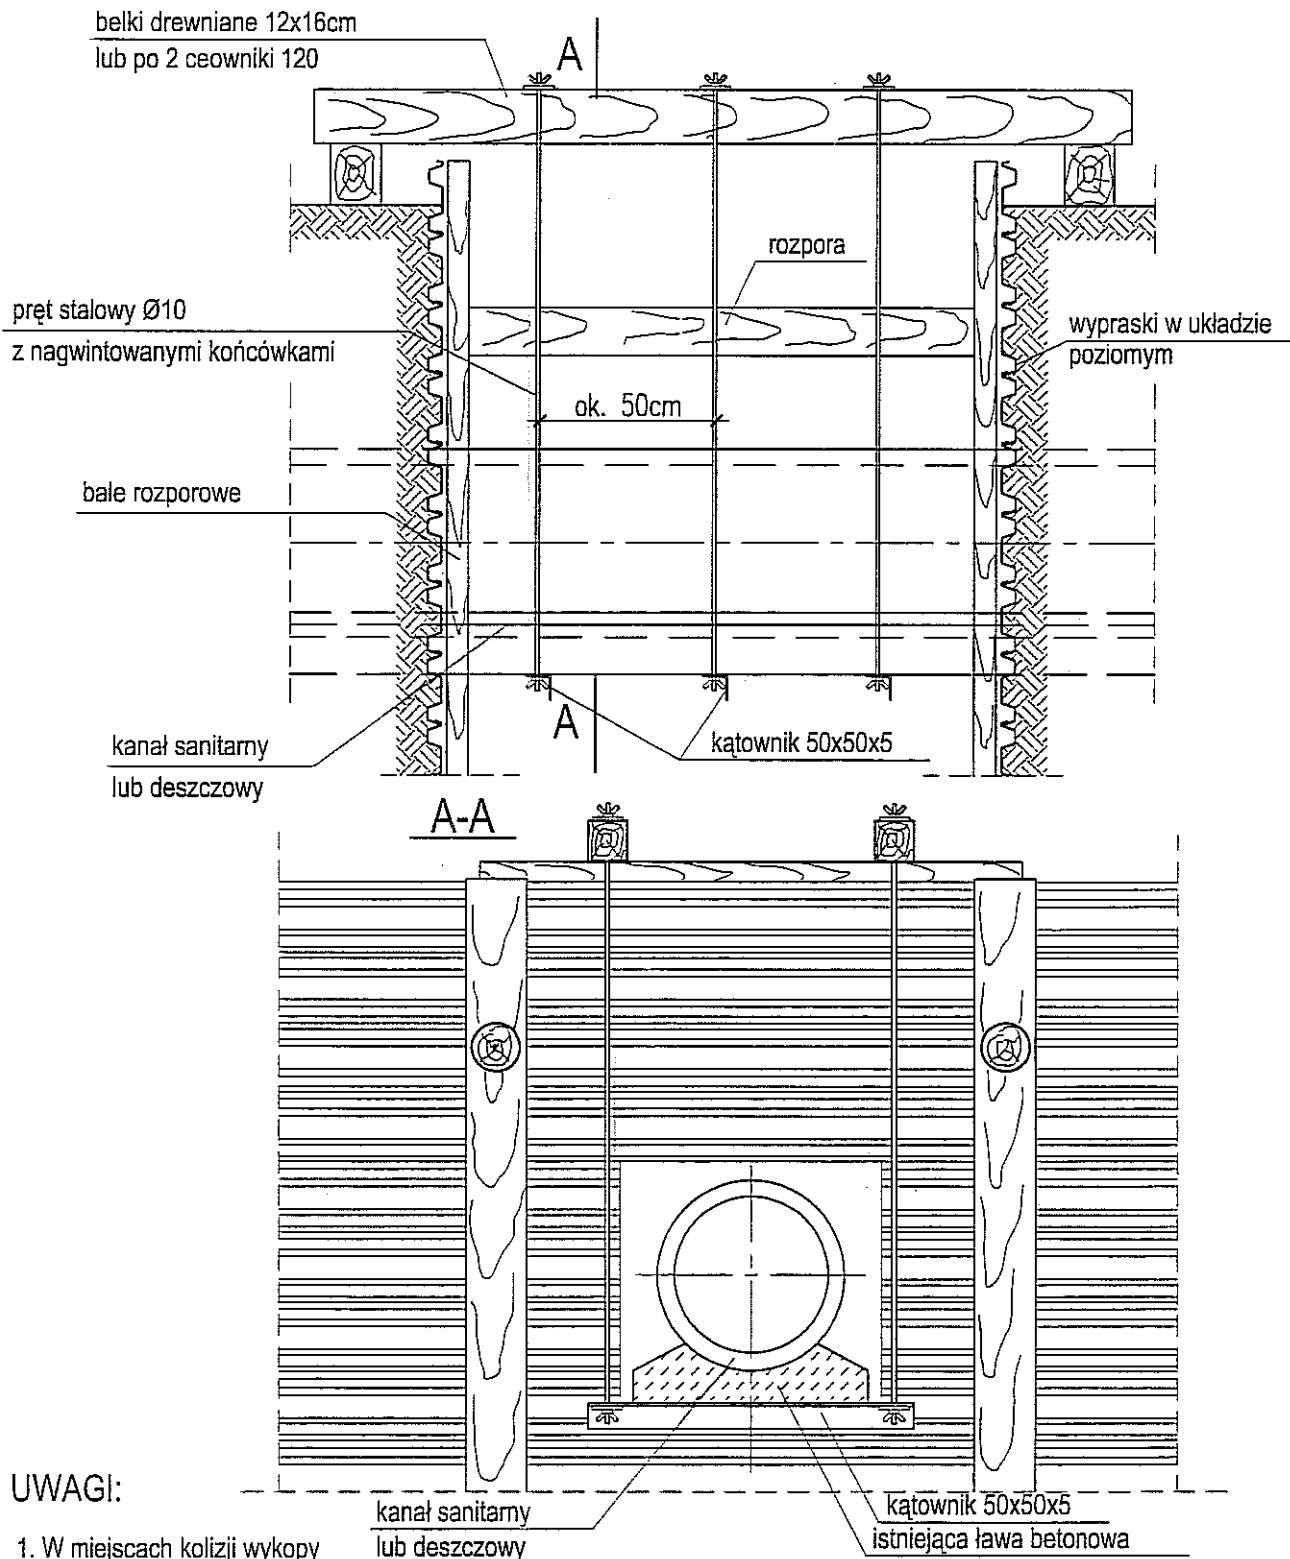 belki drewniane 12x16cm
lub po 2 ceowniki 120
A
rozpora
pręt stalowy Ø10
z nagwintowanymi końcówkami
wypraski w układzie
poziomym
ok. 50cm
bale rozporowe
A
kątownik 50x50x5
kanał sanitarny
lub deszczowy
A-A
UWAGI:
kanał sanitarny
lub deszczowy
kątownik 50x50x5
istniejąca ława betonowa
1. W miejscach kolizji wykopy